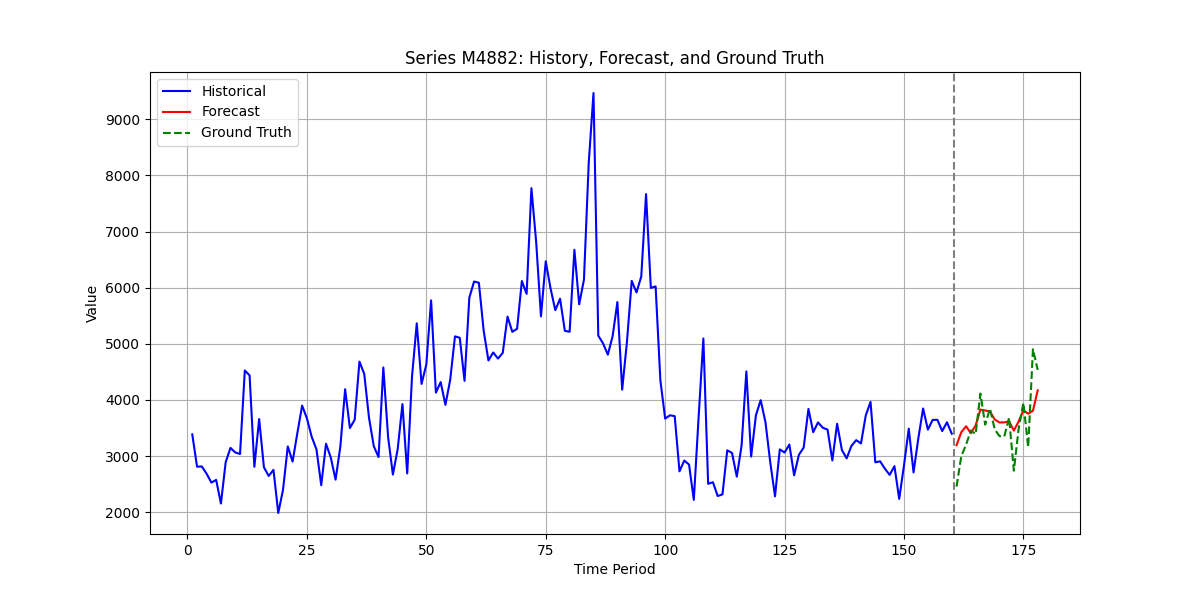 Series M4882: History, Forecast, and Ground Truth
Historical
Forecast
Ground Truth
9000
8000
7000
6000
5000
4000
3000
2000
Value
0 25 50 75 100 125 150 175
Time Period